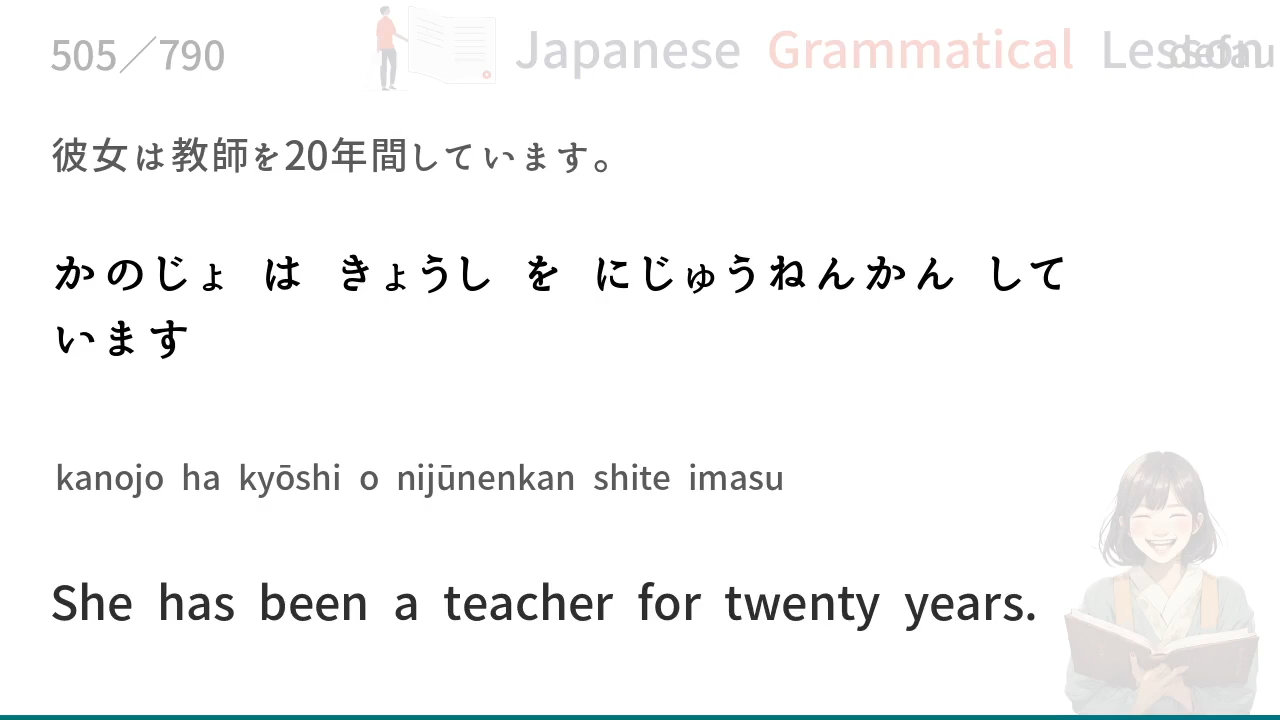 505／790
Japanese Grammatical Lesson
彼女は教師を20年間しています。
かのじょ は きょうし を にじゅうねんかん して
います
kanojo ha kyōshi o nijūnenkan shite imasu
She has been a teacher for twenty years.